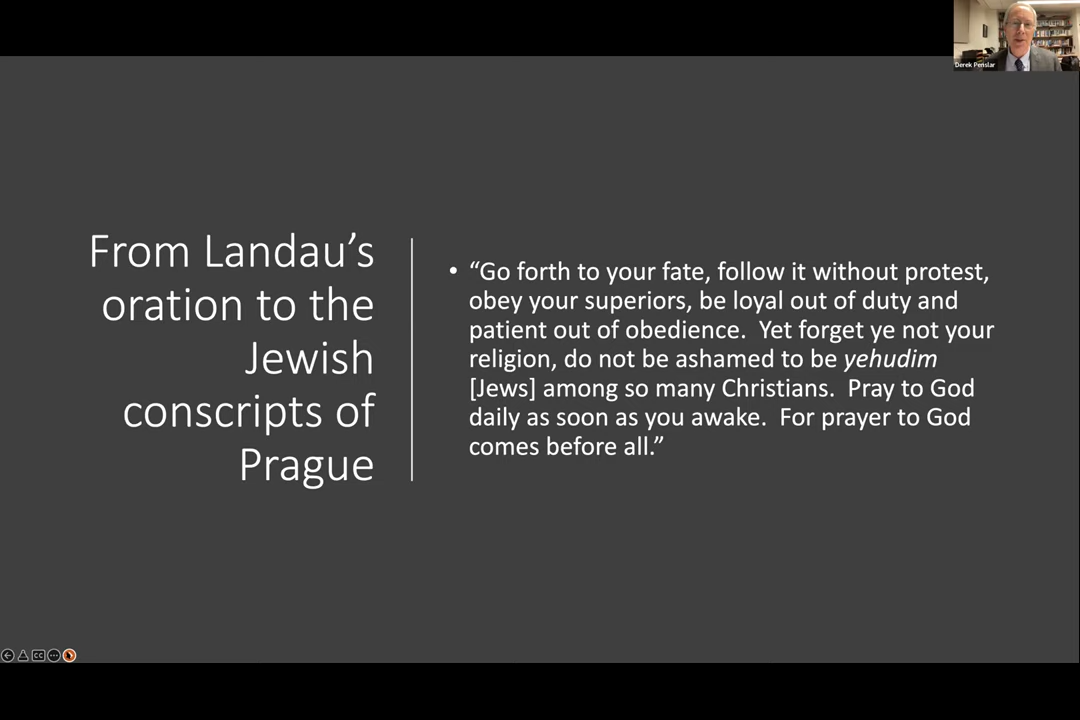 Derek Penslar
From Landau’s
oration to the
Jewish
conscripts of
Prague
• “Go forth to your fate, follow it without protest,
obey your superiors, be loyal out of duty and
patient out of obedience.  Yet forget ye not your
religion, do not be ashamed to be yehudim
[Jews] among so many Christians.  Pray to God
daily as soon as you awake.  For prayer to God
comes before all.”
CC